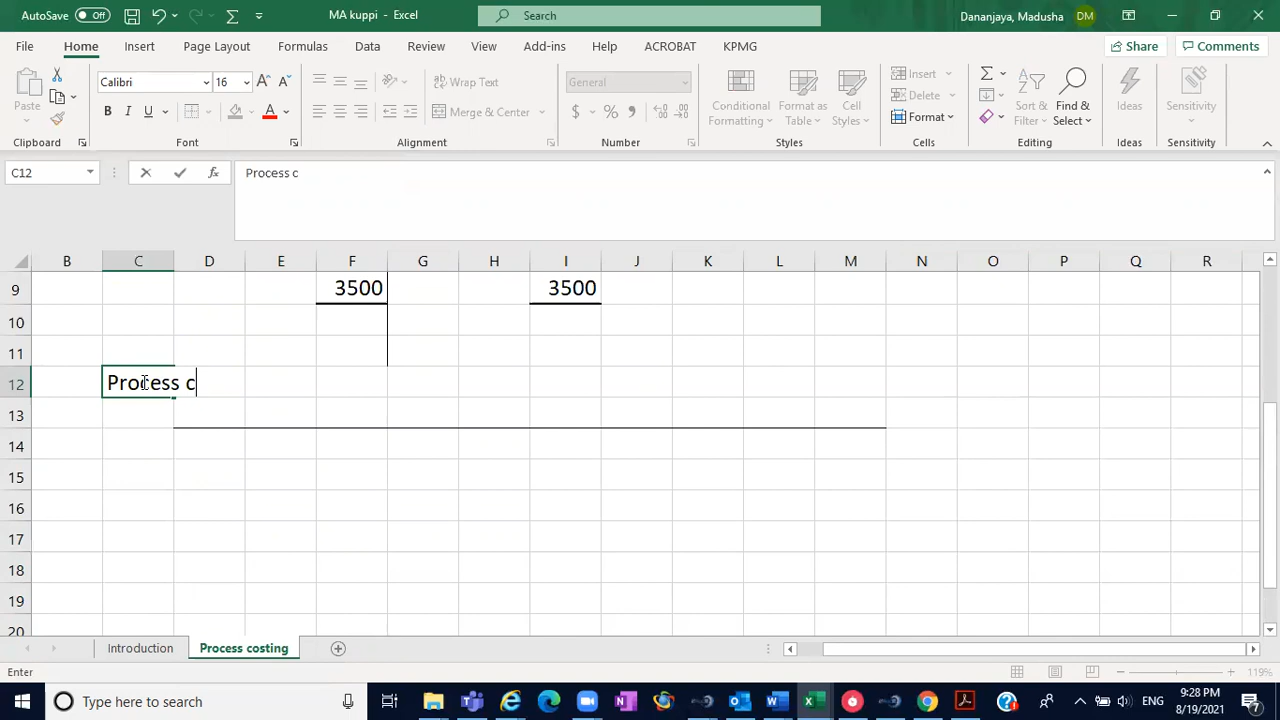 AutoSave Off MA kuppi - Excel Search Dananjaya, Madusha DM
File Home Insert Page Layout Formulas Data Review View Add-ins Help ACROBAT KPMG Share Comments
Calibri 16 Wrap Text General Insert
Paste B I U Merge & Center $ % Conditional Formatting Format as Table Cell Styles Delete Format Sort & Filter Find & Select Ideas Sensitivity
Clipboard Font Alignment Number Styles Cells Editing Ideas Sensitivity
C12 fx Process c
B C D E F G H I J K L M N O P Q R
9 3500 3500
10
11
12 Process c
13
14
15
16
17
18
19
20
Introduction Process costing
Enter 119%
Type here to search ENG 9:28 PM 8/19/2021 7